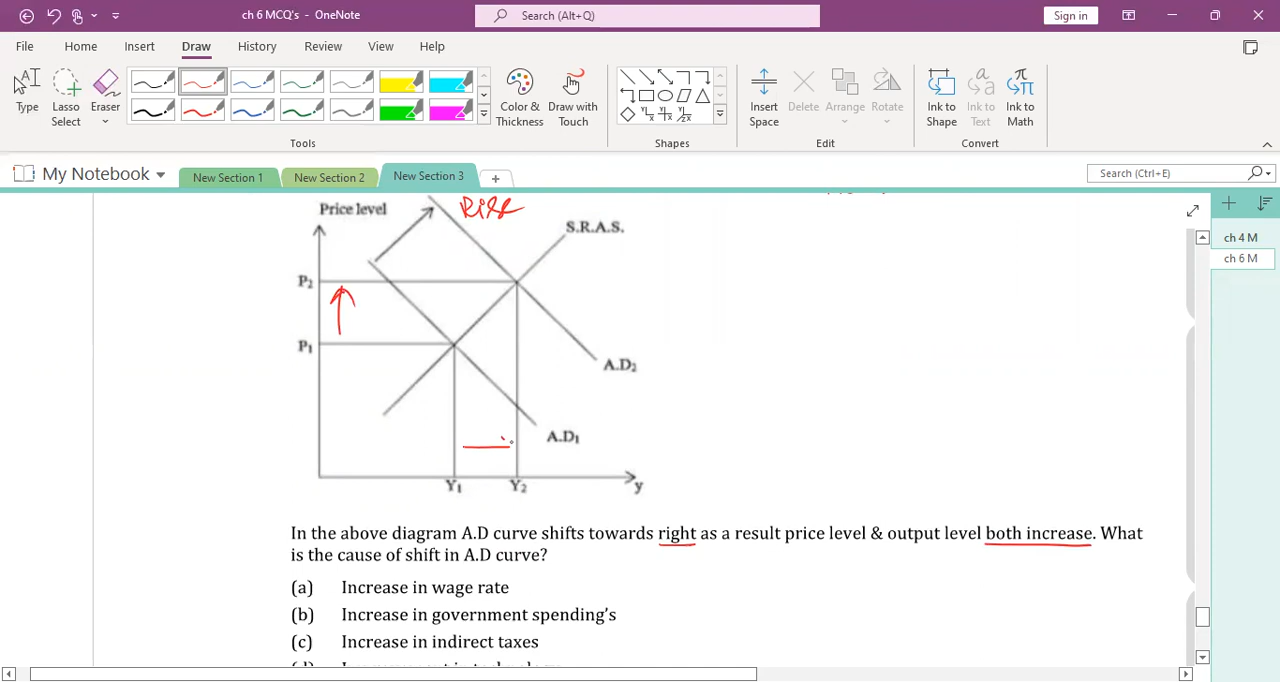 ch 6 MCQ's - OneNote
Search (Alt+Q)
Sign in
File Home Insert Draw History Review View Help
Type
Lasso Select
Eraser
Color & Thickness
Draw with Touch
Insert Space
Delete
Arrange
Rotate
Ink to Shape
Ink to Text
Ink to Math
Tools
Shapes
Edit
Convert
My Notebook
New Section 1
New Section 2
New Section 3
Search (Ctrl+E)
ch 4 M
ch 6 M
Price level
Rise
S.R.A.S.
P2
P1
A.D2
A.D1
Y1 Y2 y
In the above diagram A.D curve shifts towards right as a result price level & output level both increase. What
is the cause of shift in A.D curve?
(a) Increase in wage rate
(b) Increase in government spending's
(c) Increase in indirect taxes